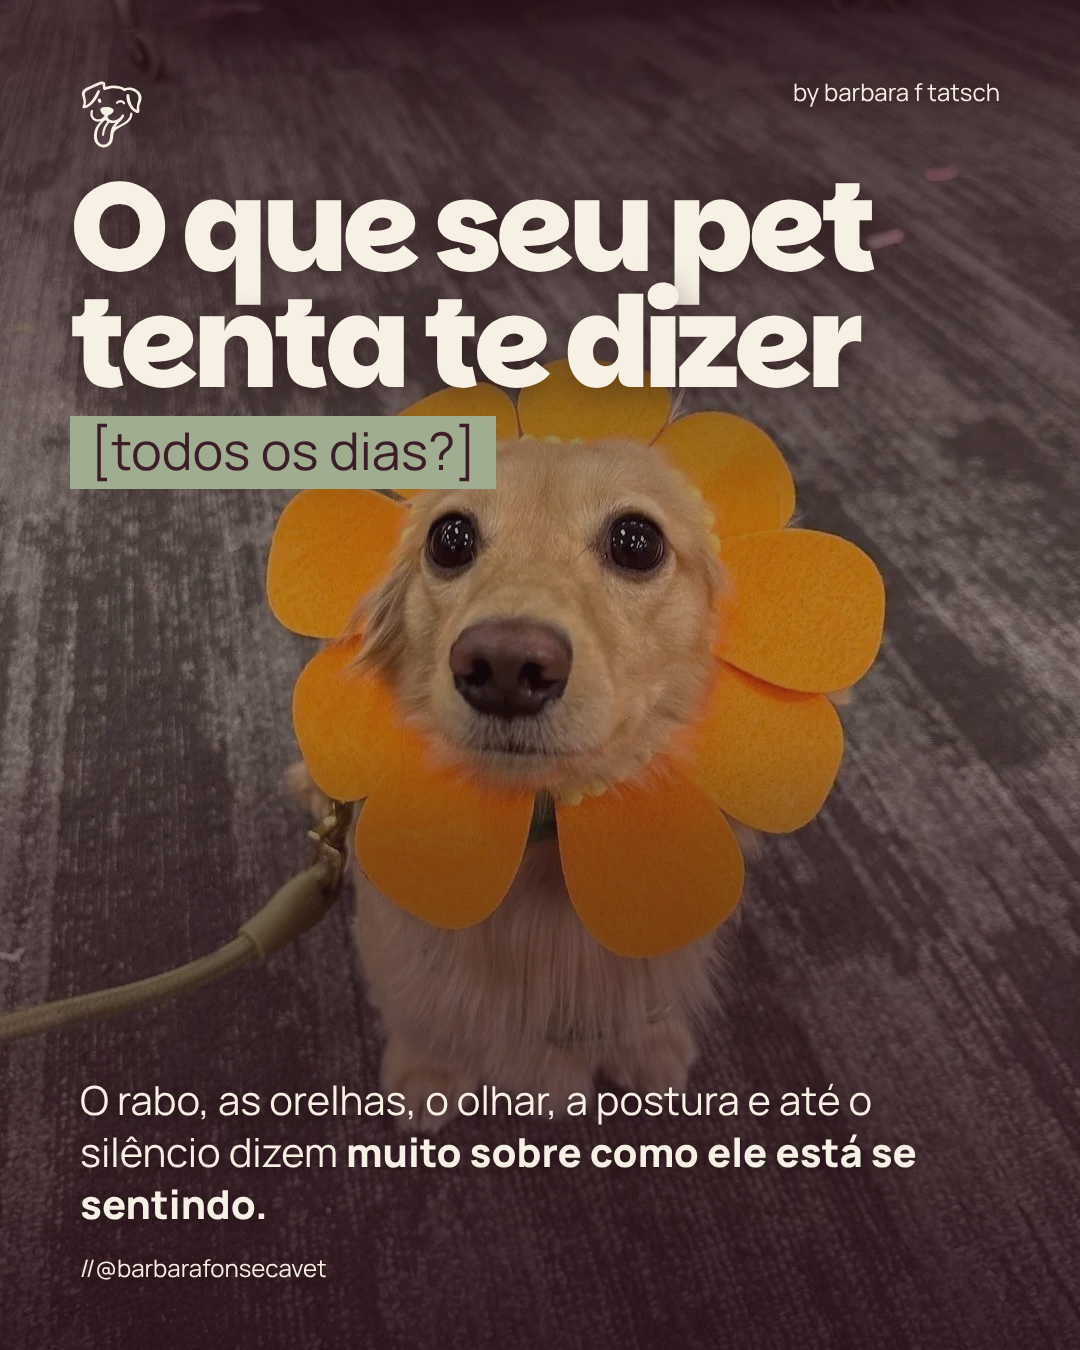 by barbara f tatsch
O que seu pet
tenta te dizer
[todos os dias?]
O rabo, as orelhas, o olhar, a postura e até o
silêncio dizem muito sobre como ele está se
sentindo.
//@barbarafonsecavet